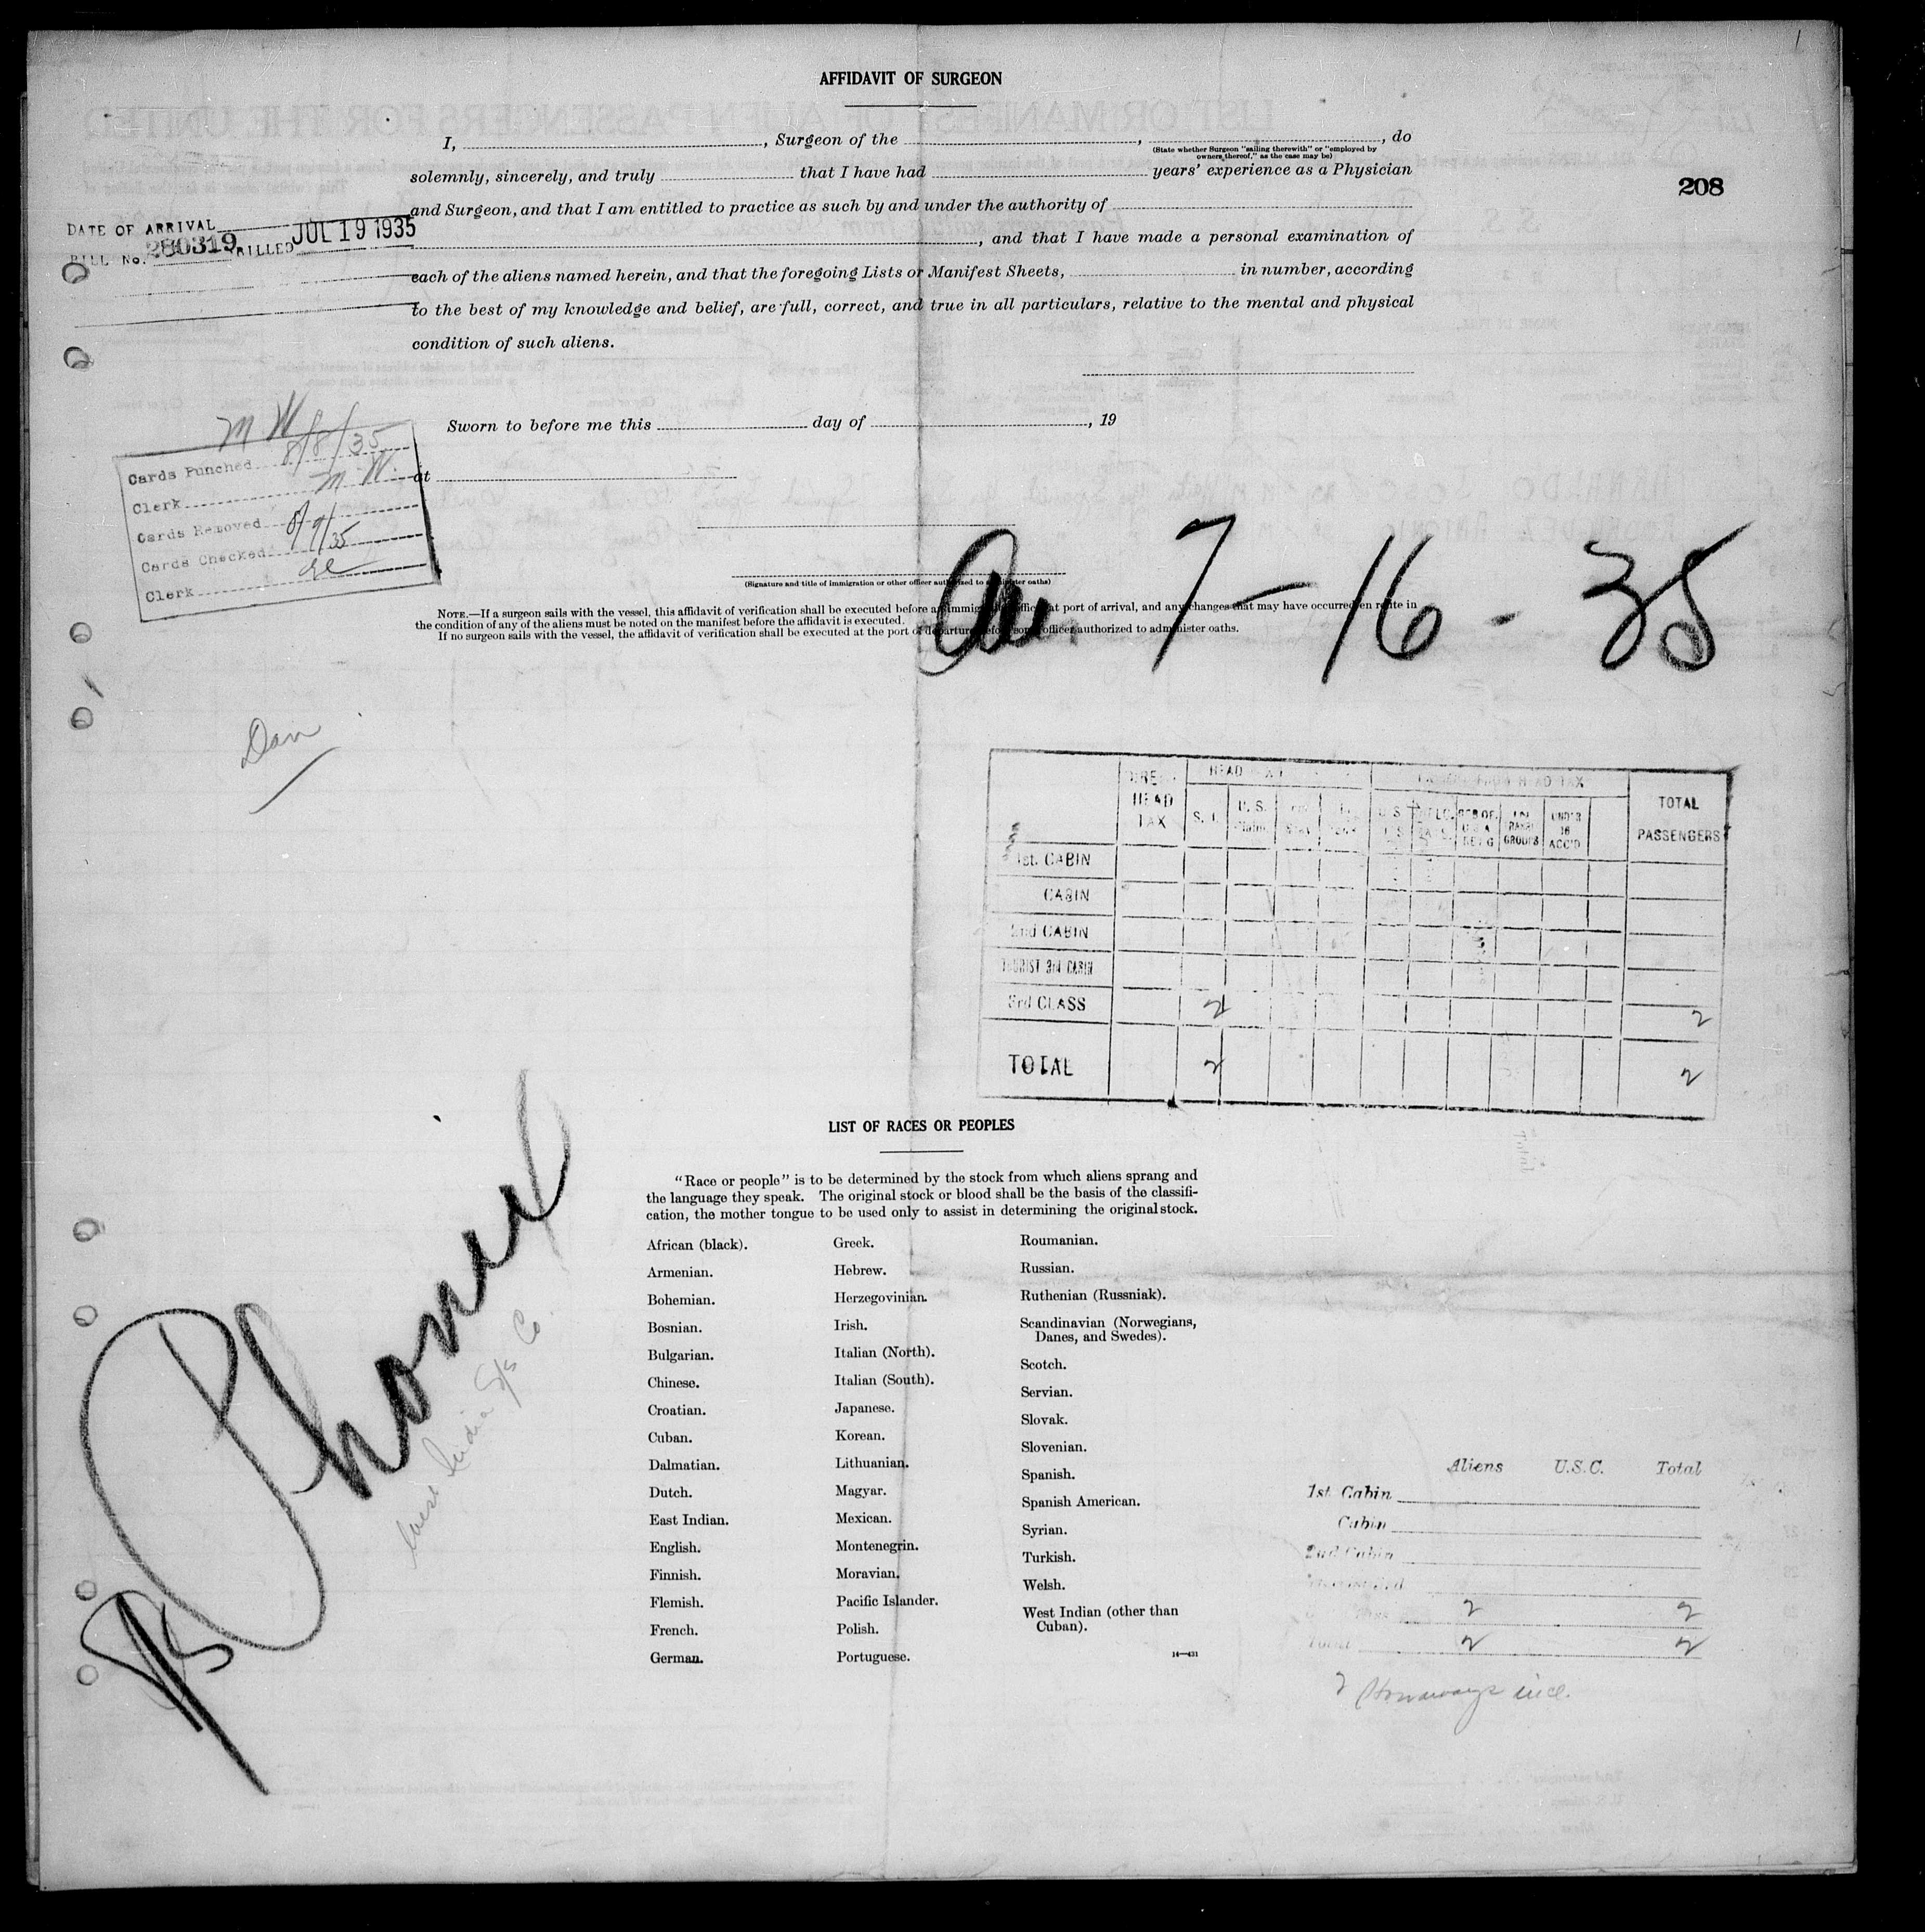 AFFIDAVIT OF SURGEON
208
I, , Surgeon of the , , do
(State whether Surgeon "sailing therewith" or "employed by
owners thereof," as the case may be)
solemnly, sincerely, and truly that I have had years' experience as a Physician
and Surgeon, and that I am entitled to practice as such by and under the authority of
, and that I have made a personal examination of
each of the aliens named herein, and that the foregoing Lists or Manifest Sheets, in number, according
to the best of my knowledge and belief, are full, correct, and true in all particulars, relative to the mental and physical
condition of such aliens.
DATE OF ARRIVAL
BILL No. 280319 BILLED JUL 19 1935
Sworn to before me this day of , 19
at
M W
Cards Punched 8/8/35
Clerk M W.
Cards Removed
Cards Checked 8/9/35
Clerk
(Signature and title of immigration or other officer authorized to administer oaths)
NOTE.—If a surgeon sails with the vessel, this affidavit of verification shall be executed before an immigration officer at port of arrival, and any changes that may have occurred en route in
the condition of any of the aliens must be noted on the manifest before the affidavit is executed.
If no surgeon sails with the vessel, the affidavit of verification shall be executed at the port of departure before some officer authorized to administer oaths.
7-16-35
Dan
HEAD TAX
HEAD
S. I.
U. S.
UNDER 16 ACC'D
TOTAL PASSENGERS
1st. CABIN
CABIN
2nd CABIN
TOURIST 3rd CABIN
3rd CLASS 2 2
TOTAL 2 2
LIST OF RACES OR PEOPLES
"Race or people" is to be determined by the stock from which aliens sprang and
the language they speak. The original stock or blood shall be the basis of the classifi-
cation, the mother tongue to be used only to assist in determining the original stock.
African (black).
Armenian.
Bohemian.
Bosnian.
Bulgarian.
Chinese.
Croatian.
Cuban.
Dalmatian.
Dutch.
East Indian.
English.
Finnish.
Flemish.
French.
German.
Greek.
Hebrew.
Herzegovinian.
Irish.
Italian (North).
Italian (South).
Japanese.
Korean.
Lithuanian.
Magyar.
Mexican.
Montenegrin.
Moravian.
Pacific Islander.
Polish.
Portuguese.
Roumanian.
Russian.
Ruthenian (Russniak).
Scandinavian (Norwegians,
Danes, and Swedes).
Scotch.
Servian.
Slovak.
Slovenian.
Spanish.
Spanish American.
Syrian.
Turkish.
Welsh.
West Indian (other than
Cuban).
14—431
SS
West India S/S Co.
Aliens U.S.C. Total
1st Cabin
Cabin
2nd Cabin
2 2
Total 2 2
2 Stowaways incl.